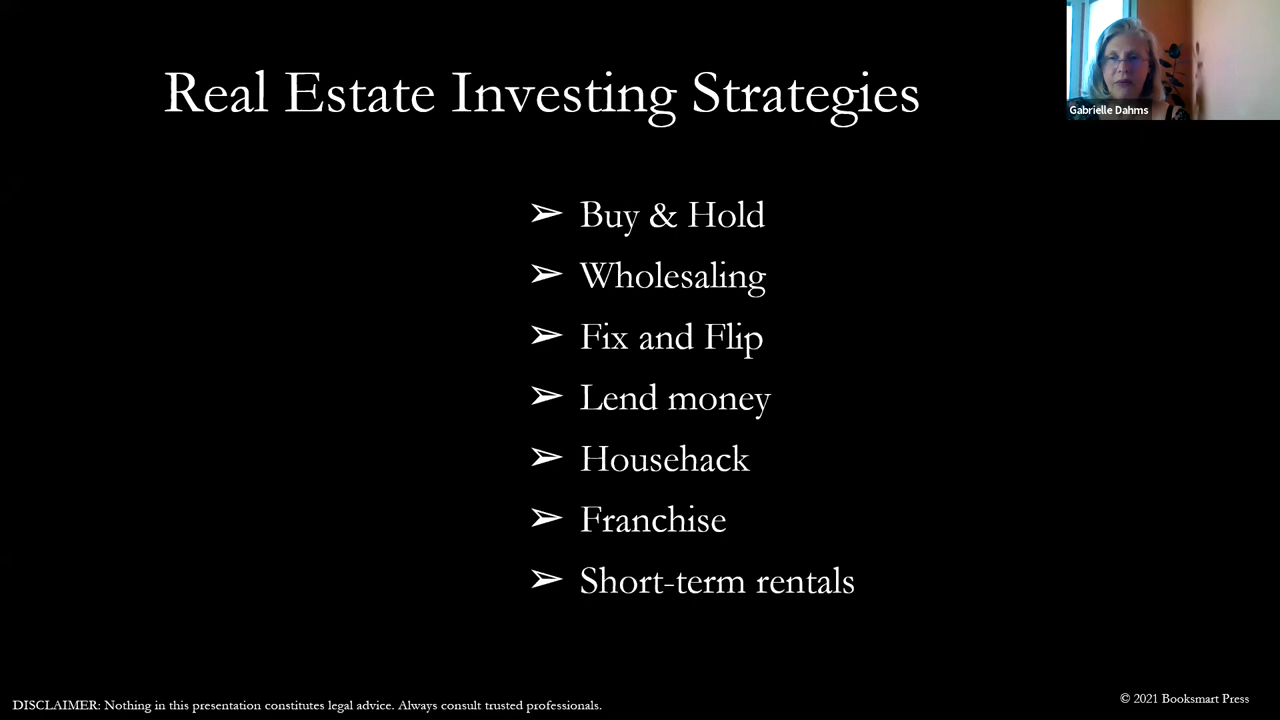 Real Estate Investing Strategies
Gabrielle Dahms
➢ Buy & Hold
➢ Wholesaling
➢ Fix and Flip
➢ Lend money
➢ Househack
➢ Franchise
➢ Short-term rentals
DISCLAIMER: Nothing in this presentation constitutes legal advice. Always consult trusted professionals.
© 2021 Booksmart Press